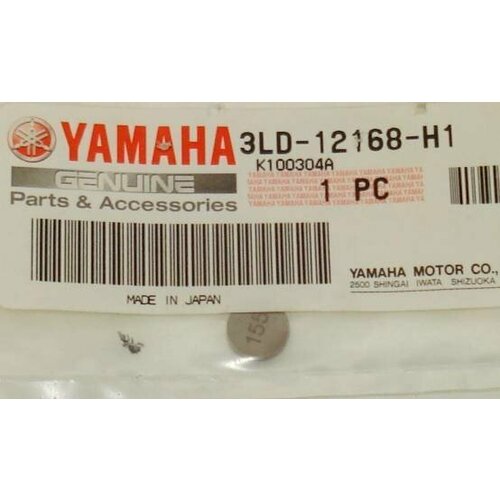 YAMAHA 3LD-12168-H1
K100304A
GENUINE
Parts & Accessories
1 PC
YAMAHA MOTOR CO.,
2500 SHINGAI IWATA SHIZUOKA
MADE IN JAPAN
155